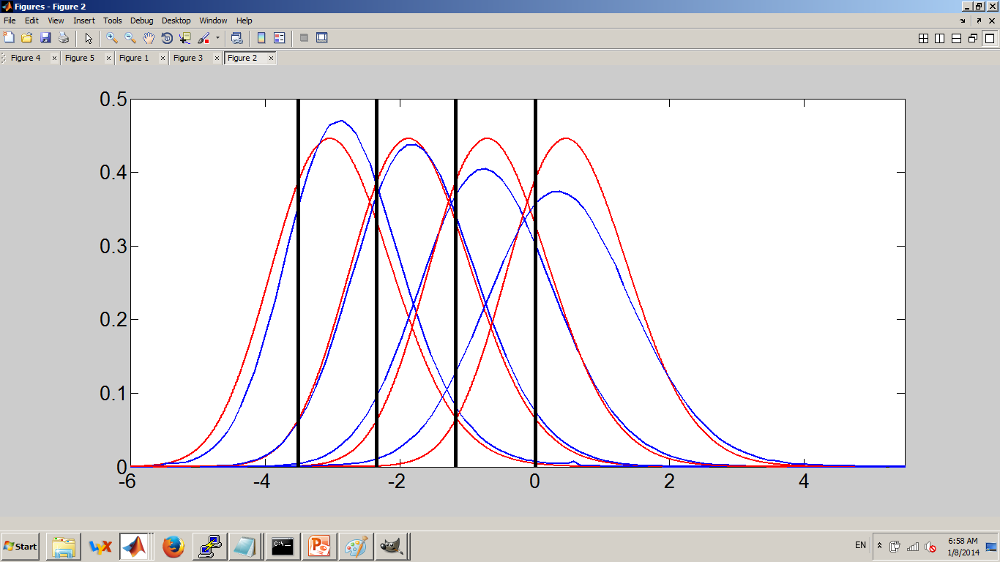 Figures - Figure 2
File Edit View Insert Tools Debug Desktop Window Help
Figure 4 Figure 5 Figure 1 Figure 3 Figure 2
0.5
0.4
0.3
0.2
0.1
0
-6 -4 -2 0 2 4
Start EN 6:58 AM
1/8/2014